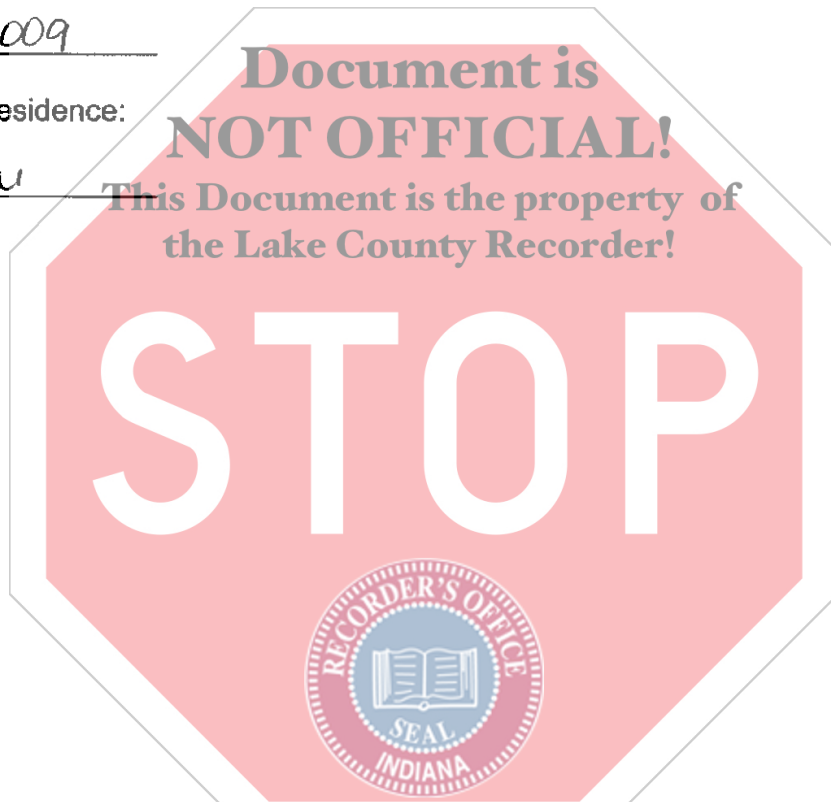 009
esidence:
Document is
NOT OFFICIAL!
This Document is the property of
the Lake County Recorder!
STOP
RECORDER'S OFFICE
SEAL
INDIANA